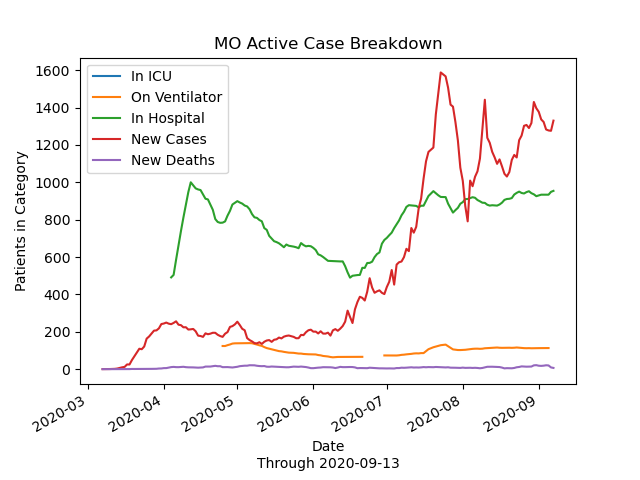 MO Active Case Breakdown
In ICU
On Ventilator
In Hospital
New Cases
New Deaths
1600
1400
1200
1000
800
600
400
200
0
Patients in Category
2020-03
2020-04
2020-05
2020-06
2020-07
2020-08
2020-09
Date
Through 2020-09-13